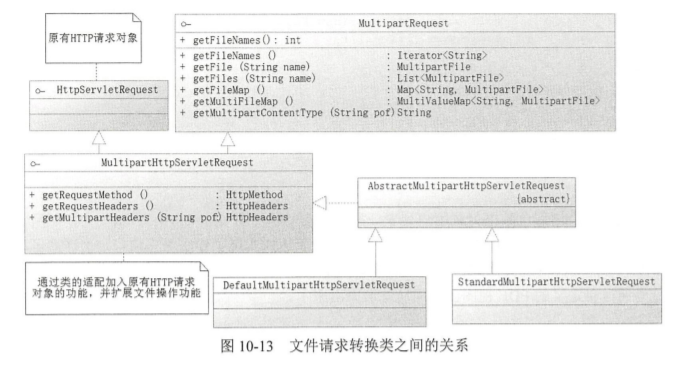 原有HTTP请求对象
HttpServletRequest
MultipartRequest
+ getFileNames(): int
+ getFileNames () : Iterator<String>
+ getFile (String name) : MultipartFile
+ getFiles (String name) : List<MultipartFile>
+ getFileMap () : Map<String, MultipartFile>
+ getMultiFileMap () : MultiValueMap<String, MultipartFile>
+ getMultipartContentType (String pof) String
MultipartHttpServletRequest
+ getRequestMethod () : HttpMethod
+ getRequestHeaders () : HttpHeaders
+ getMultipartHeaders (String pof): HttpHeaders
AbstractMultipartHttpServletRequest
{abstract}
通过类的适配加入原有HTTP请求
对象的功能，并扩展文件操作功能
DefaultMultipartHttpServletRequest
StandardMultipartHttpServletRequest
图 10-13 文件请求转换类之间的关系